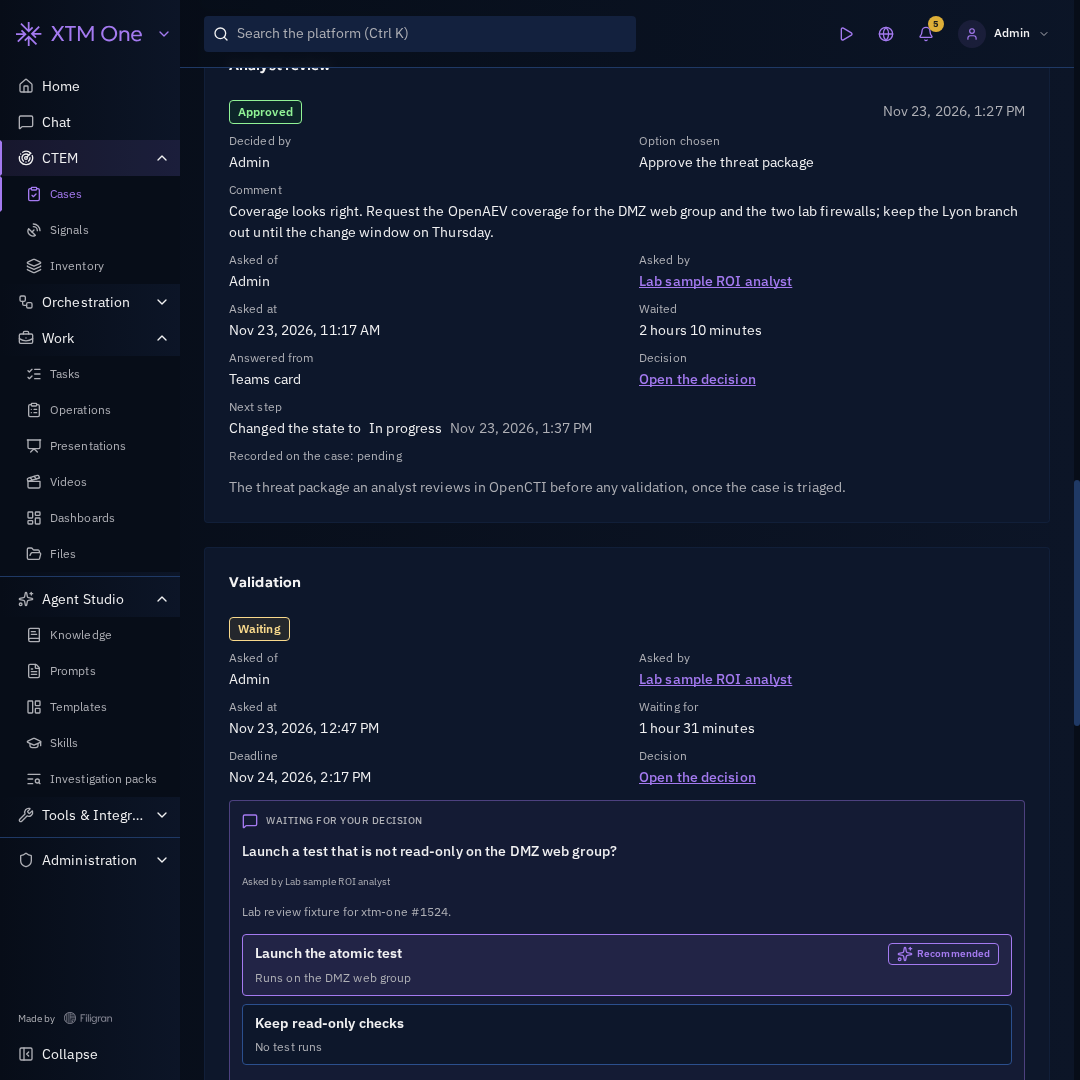 XTM One
Search the platform (Ctrl K)
5
Admin
Home
Chat
CTEM
Cases
Signals
Inventory
Orchestration
Work
Tasks
Operations
Presentations
Videos
Dashboards
Files
Agent Studio
Knowledge
Prompts
Templates
Skills
Investigation packs
Tools & Integr...
Administration
Made by Filigran
Collapse
Analyst review
Approved
Nov 23, 2026, 1:27 PM
Decided by
Admin
Option chosen
Approve the threat package
Comment
Coverage looks right. Request the OpenAEV coverage for the DMZ web group and the two lab firewalls; keep the Lyon branch
out until the change window on Thursday.
Asked of
Admin
Asked by
Lab sample ROI analyst
Asked at
Nov 23, 2026, 11:17 AM
Waited
2 hours 10 minutes
Answered from
Teams card
Decision
Open the decision
Next step
Changed the state to In progress Nov 23, 2026, 1:37 PM
Recorded on the case: pending
The threat package an analyst reviews in OpenCTI before any validation, once the case is triaged.
Validation
Waiting
Asked of
Admin
Asked by
Lab sample ROI analyst
Asked at
Nov 23, 2026, 12:47 PM
Waiting for
1 hour 31 minutes
Deadline
Nov 24, 2026, 2:17 PM
Decision
Open the decision
WAITING FOR YOUR DECISION
Launch a test that is not read-only on the DMZ web group?
Asked by Lab sample ROI analyst
Lab review fixture for xtm-one #1524.
Launch the atomic test
Recommended
Runs on the DMZ web group
Keep read-only checks
No test runs